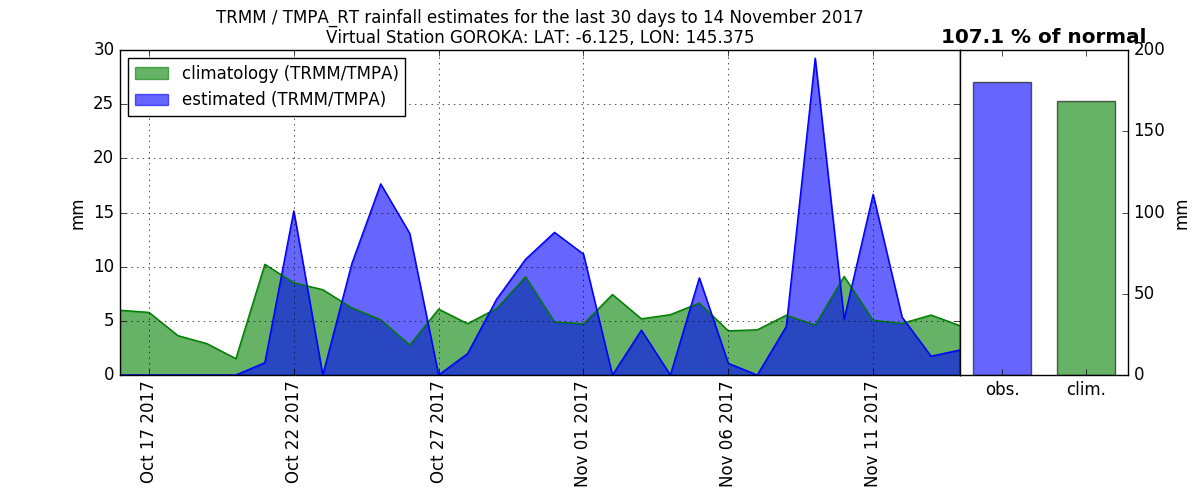 TRMM / TMPA_RT rainfall estimates for the last 30 days to 14 November 2017
Virtual Station GOROKA: LAT: -6.125, LON: 145.375
107.1 % of normal
climatology (TRMM/TMPA)
estimated (TRMM/TMPA)
30
25
20
15
10
5
0
mm
Oct 17 2017
Oct 22 2017
Oct 27 2017
Nov 01 2017
Nov 06 2017
Nov 11 2017
200
150
100
50
0
mm
obs.
clim.